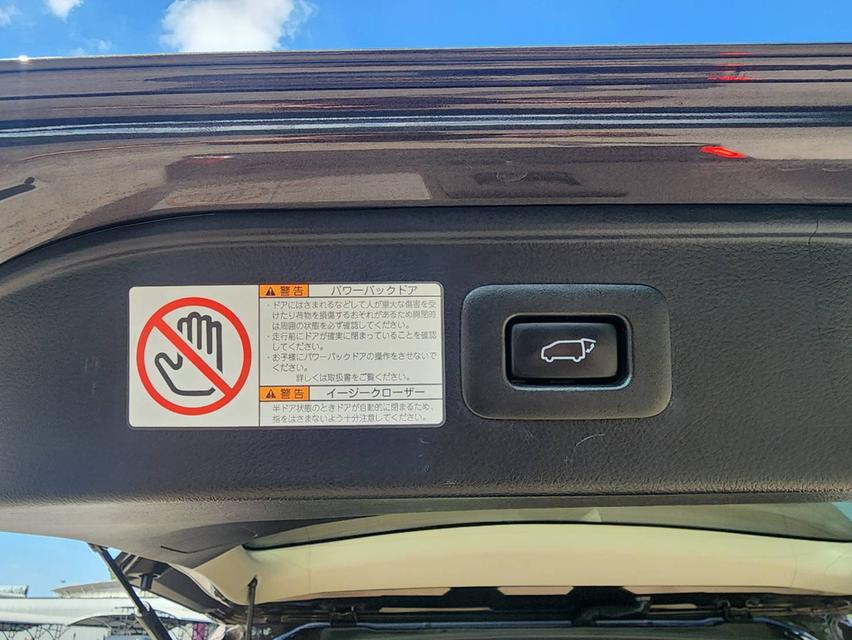 警告 パワーバックドア
・ドアにはさまれるなどして人が重大な傷害を受
けたり荷物を損傷するおそれがあるため開閉時
は周囲の状態を必ず確認してください。
・走行前にドアが確実に閉まっていることを確認
してください。
・お子様にパワーバックドアの操作をさせないで
ください。
詳しくは取扱書をご覧ください。
警告 イージークローザー
半ドア状態のときドアが自動的に閉まるため、
指をはさまないよう十分注意してください。